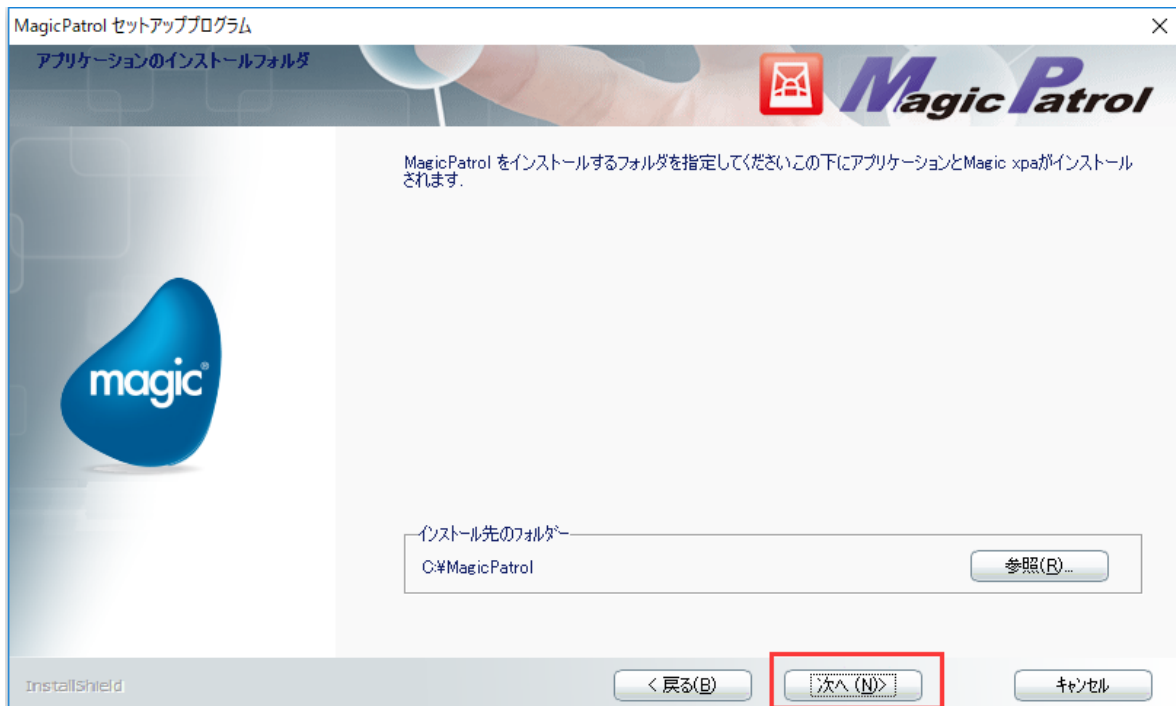 MagicPatrol セットアッププログラム
アプリケーションのインストールフォルダ
Magic Patrol
MagicPatrol をインストールするフォルダを指定してくださいこの下にアプリケーションとMagic xpaがインストール
されます.
magic®
インストール先のフォルダー
C:¥MagicPatrol
参照(R)...
InstallShield
< 戻る(B)
次へ (N)>
キャンセル